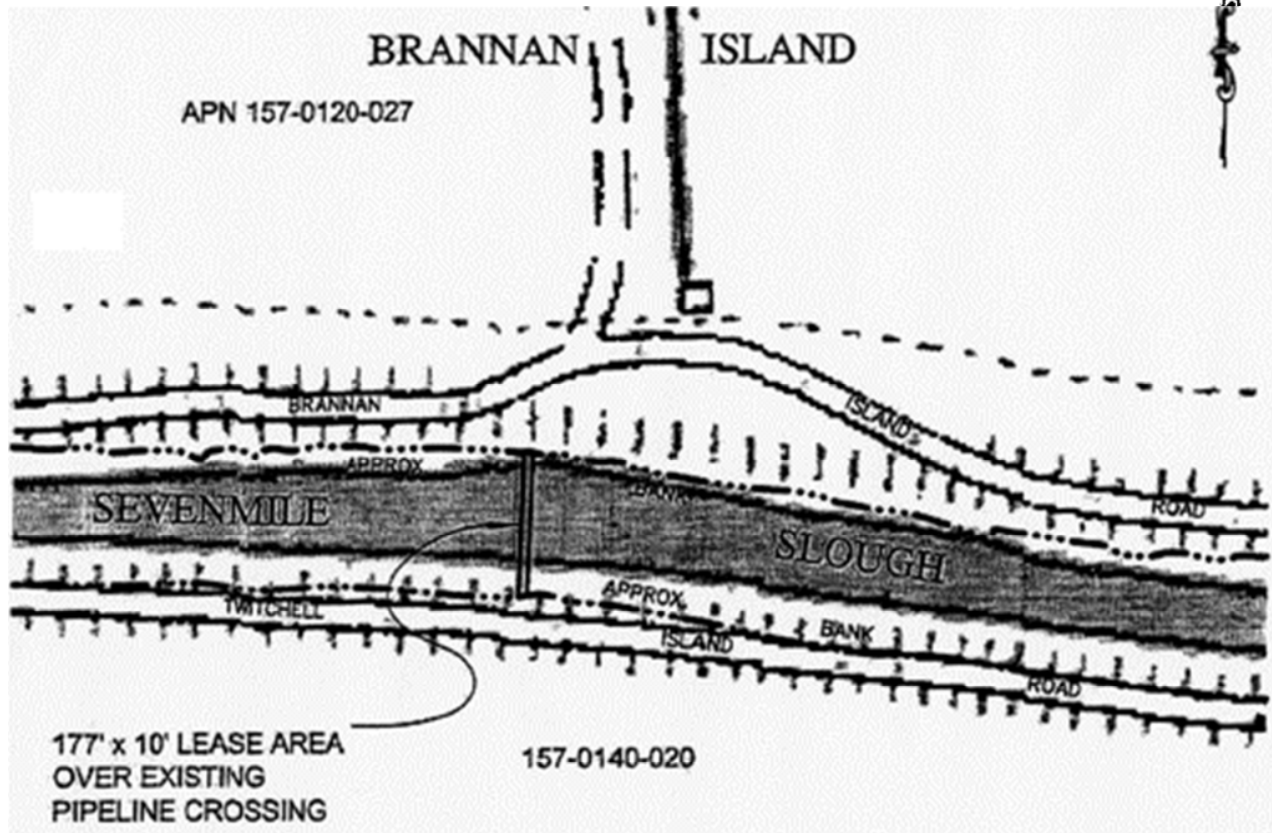 BRANNAN ISLAND
APN 157-0120-027
BRANNAN
ISLAND
ROAD
APPROX
BANK
SEVENMILE
SLOUGH
APPROX
BANK
TWITCHELL
ISLAND
ROAD
177' x 10' LEASE AREA
OVER EXISTING
PIPELINE CROSSING
157-0140-020